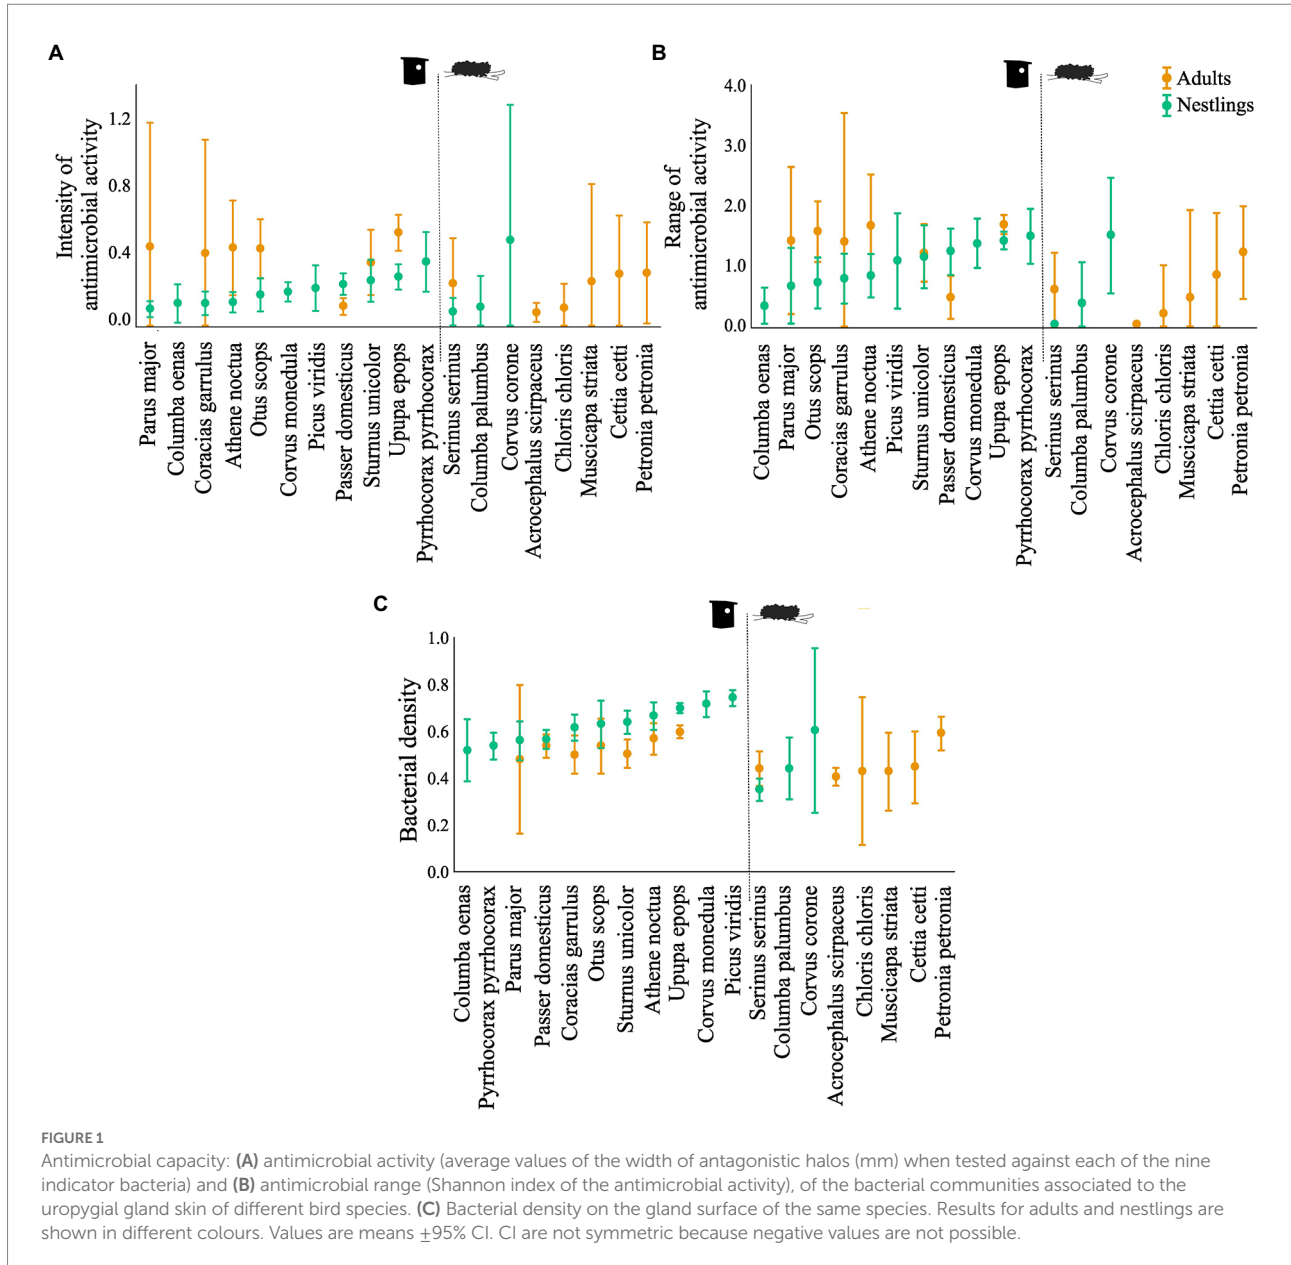 A
Intensity of
antimicrobial activity
1.2
0.8
0.4
0.0
Parus major
Columba oenas
Coracias garrulus
Athene noctua
Otus scops
Corvus monedula
Picus viridis
Passer domesticus
Sturnus unicolor
Upupa epops
Pyrrhocorax pyrrhocorax
Serinus serinus
Columba palumbus
Corvus corone
Acrocephalus scirpaceus
Chloris chloris
Muscicapa striata
Cettia cetti
Petronia petronia
B
Range of
antimicrobial activity
4.0
3.0
2.0
1.0
0.0
Adults
Nestlings
Columba oenas
Parus major
Otus scops
Coracias garrulus
Athene noctua
Picus viridis
Sturnus unicolor
Passer domesticus
Corvus monedula
Upupa epops
Pyrrhocorax pyrrhocorax
Serinus serinus
Columba palumbus
Corvus corone
Acrocephalus scirpaceus
Chloris chloris
Muscicapa striata
Cettia cetti
Petronia petronia
C
Bacterial density
1.0
0.8
0.6
0.4
0.2
0.0
Columba oenas
Pyrrhocorax pyrrhocorax
Parus major
Passer domesticus
Coracias garrulus
Otus scops
Sturnus unicolor
Athene noctua
Upupa epops
Corvus monedula
Picus viridis
Serinus serinus
Columba palumbus
Corvus corone
Acrocephalus scirpaceus
Chloris chloris
Muscicapa striata
Cettia cetti
Petronia petronia
FIGURE 1
Antimicrobial capacity: (A) antimicrobial activity (average values of the width of antagonistic halos (mm) when tested against each of the nine
indicator bacteria) and (B) antimicrobial range (Shannon index of the antimicrobial activity), of the bacterial communities associated to the
uropygial gland skin of different bird species. (C) Bacterial density on the gland surface of the same species. Results for adults and nestlings are
shown in different colours. Values are means ±95% CI. CI are not symmetric because negative values are not possible.